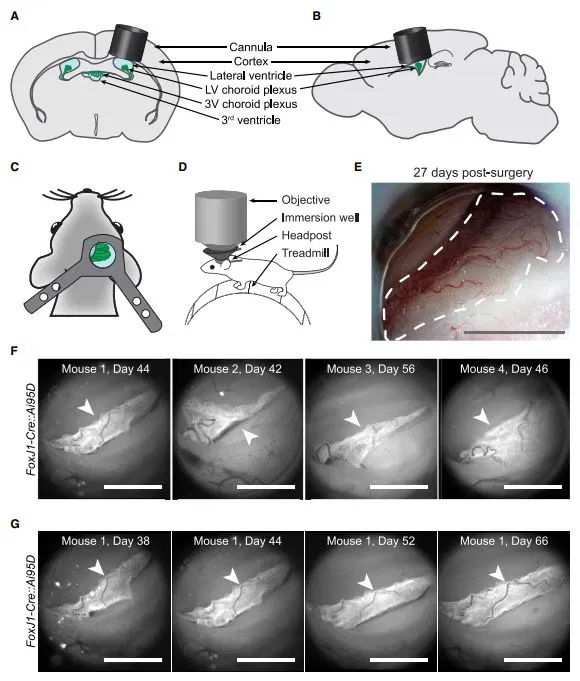 A
B
Cannula
Cortex
Lateral ventricle
LV choroid plexus
3V choroid plexus
3rd ventricle
C
D
Objective
Immersion well
Headpost
Treadmill
E
27 days post-surgery
F
FoxJ1-Cre::Ai95D
Mouse 1, Day 44
Mouse 2, Day 42
Mouse 3, Day 56
Mouse 4, Day 46
G
FoxJ1-Cre::Ai95D
Mouse 1, Day 38
Mouse 1, Day 44
Mouse 1, Day 52
Mouse 1, Day 66